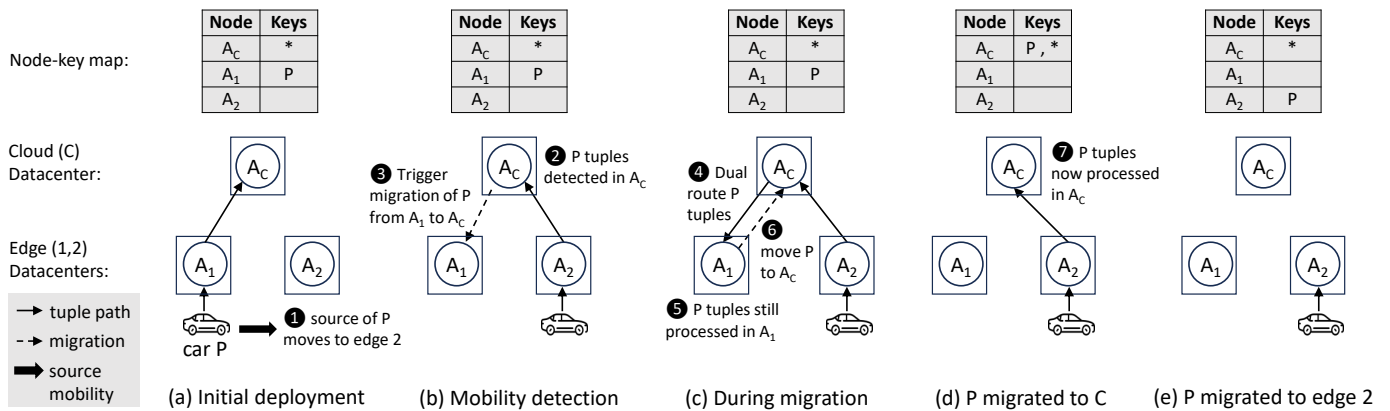 Node-key map:
Node Keys
A_C *
A_1 P
A_2
Node Keys
A_C *
A_1 P
A_2
Node Keys
A_C *
A_1 P
A_2
Node Keys
A_C P , *
A_1
A_2
Node Keys
A_C *
A_1
A_2 P
Cloud (C)
Datacenter:
Edge (1,2)
Datacenters:
tuple path
migration
source
mobility
A_C
A_1
A_2
car P
1 source of P
moves to edge 2
(a) Initial deployment
A_C
2 P tuples
detected in A_C
3 Trigger
migration of P
from A_1 to A_C
A_1
A_2
(b) Mobility detection
A_C
4 Dual
route P
tuples
6
move P
to A_C
A_1
A_2
5 P tuples still
processed in A_1
(c) During migration
A_C
7 P tuples
now processed
in A_C
A_1
A_2
(d) P migrated to C
A_C
A_1
A_2
(e) P migrated to edge 2